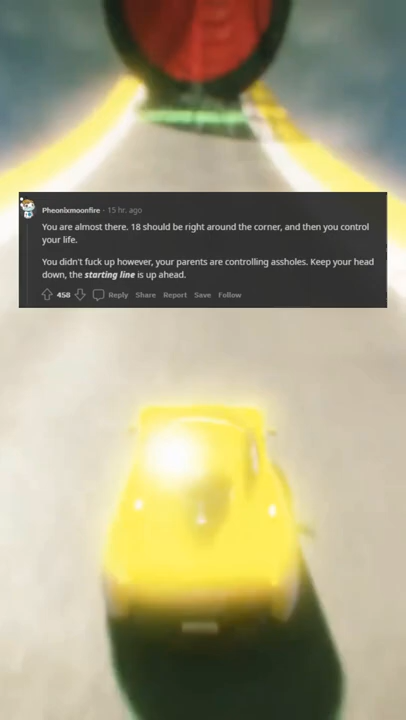 Pheonixmoonfire · 15 hr. ago
You are almost there. 18 should be right around the corner, and then you control
your life.
You didn't fuck up however, your parents are controlling assholes. Keep your head
down, the starting line is up ahead.
458 Reply Share Report Save Follow